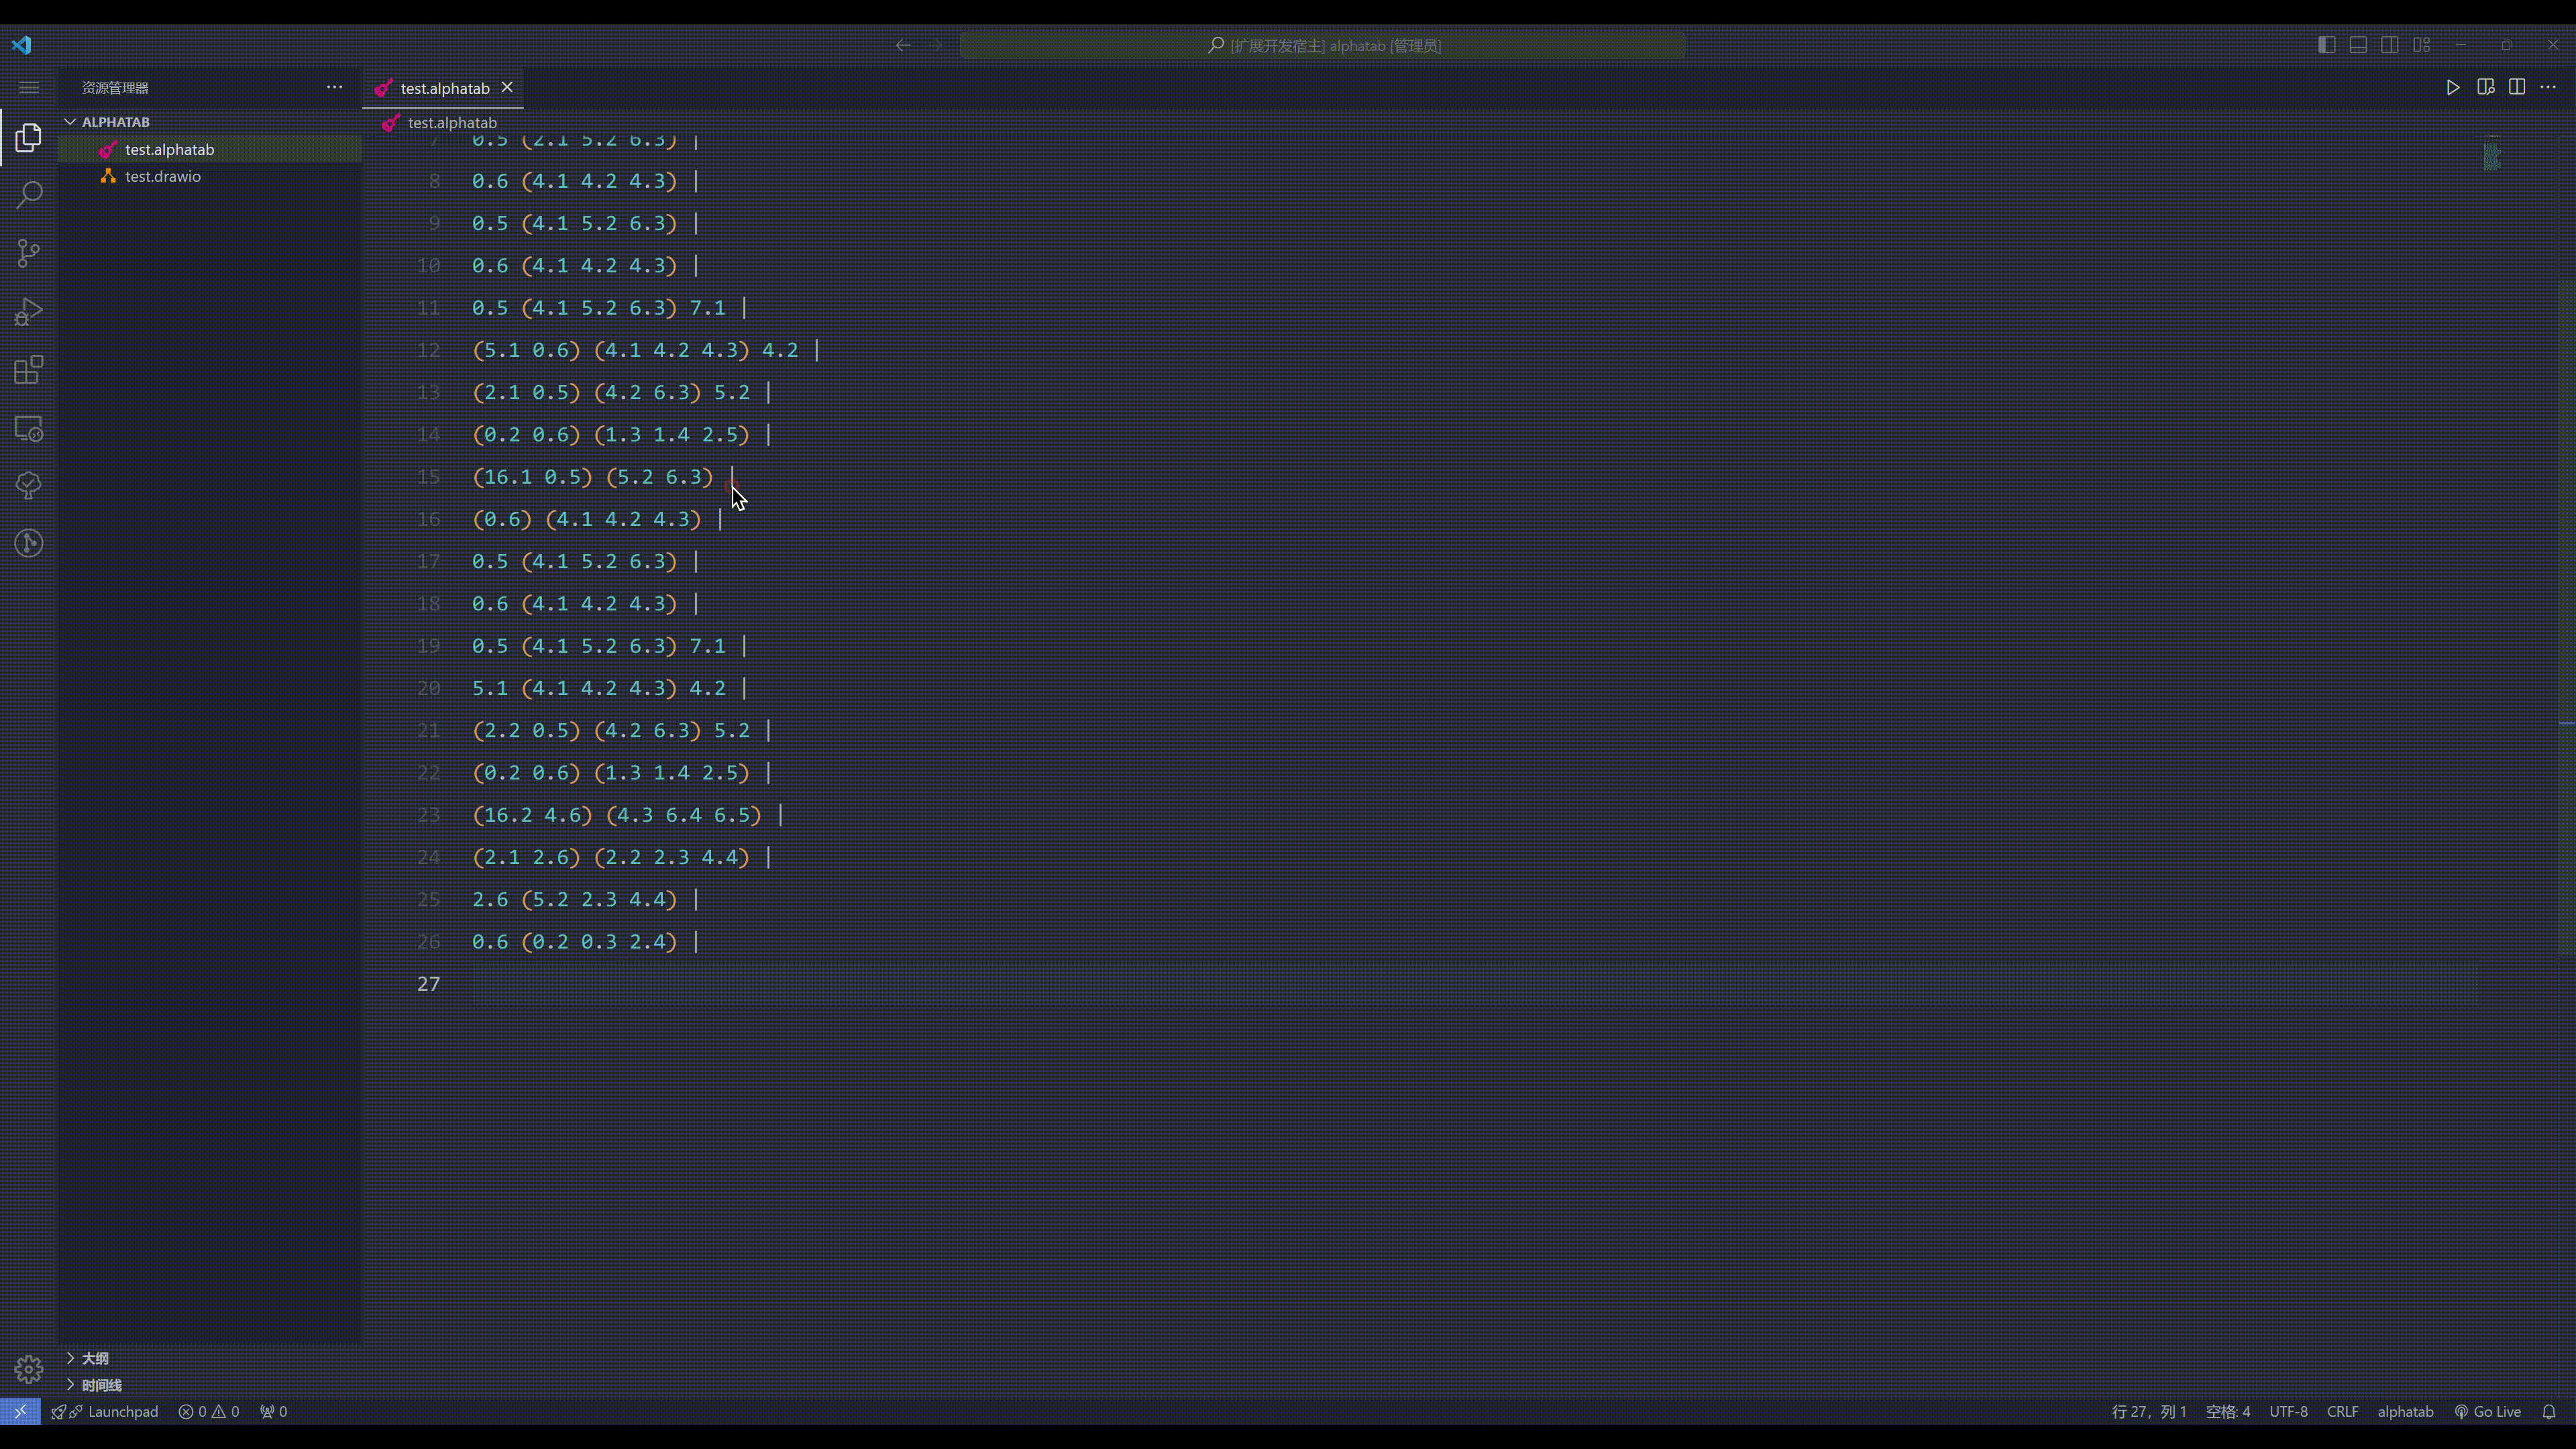 [扩展开发宿主] alphatab [管理员]
资源管理器
test.alphatab
ALPHATAB
test.alphatab
test.alphatab
test.drawio
7 0.5 (2.1 5.2 6.3) |
8 0.6 (4.1 4.2 4.3) |
9 0.5 (4.1 5.2 6.3) |
10 0.6 (4.1 4.2 4.3) |
11 0.5 (4.1 5.2 6.3) 7.1 |
12 (5.1 0.6) (4.1 4.2 4.3) 4.2 |
13 (2.1 0.5) (4.2 6.3) 5.2 |
14 (0.2 0.6) (1.3 1.4 2.5) |
15 (16.1 0.5) (5.2 6.3) |
16 (0.6) (4.1 4.2 4.3) |
17 0.5 (4.1 5.2 6.3) |
18 0.6 (4.1 4.2 4.3) |
19 0.5 (4.1 5.2 6.3) 7.1 |
20 5.1 (4.1 4.2 4.3) 4.2 |
21 (2.2 0.5) (4.2 6.3) 5.2 |
22 (0.2 0.6) (1.3 1.4 2.5) |
23 (16.2 4.6) (4.3 6.4 6.5) |
24 (2.1 2.6) (2.2 2.3 4.4) |
25 2.6 (5.2 2.3 4.4) |
26 0.6 (0.2 0.3 2.4) |
27
大纲
时间线
Launchpad 0 0 0 行 27，列 1 空格: 4 UTF-8 CRLF alphatab Go Live